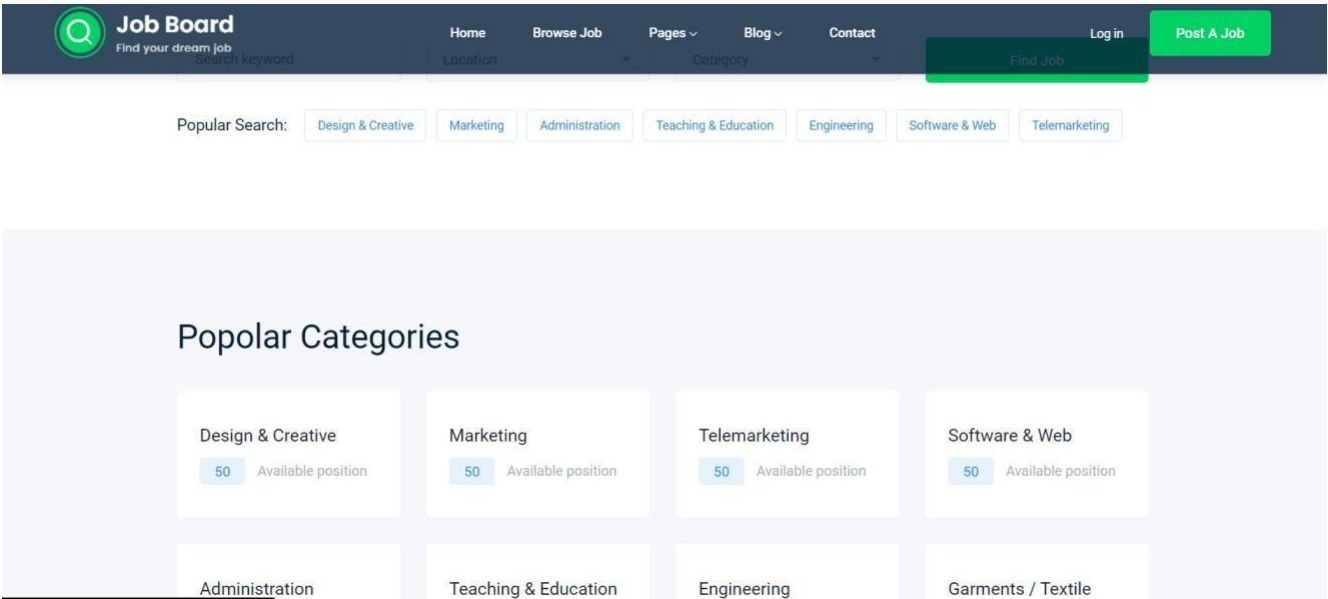 Job Board
Find your dream job
Home Browse Job Pages Blog Contact Log in Post A Job
Search keyword Location Category Find Job
Popular Search: Design & Creative Marketing Administration Teaching & Education Engineering Software & Web Telemarketing
Popolar Categories
Design & Creative Marketing Telemarketing Software & Web
50 Available position 50 Available position 50 Available position 50 Available position
Administration Teaching & Education Engineering Garments / Textile